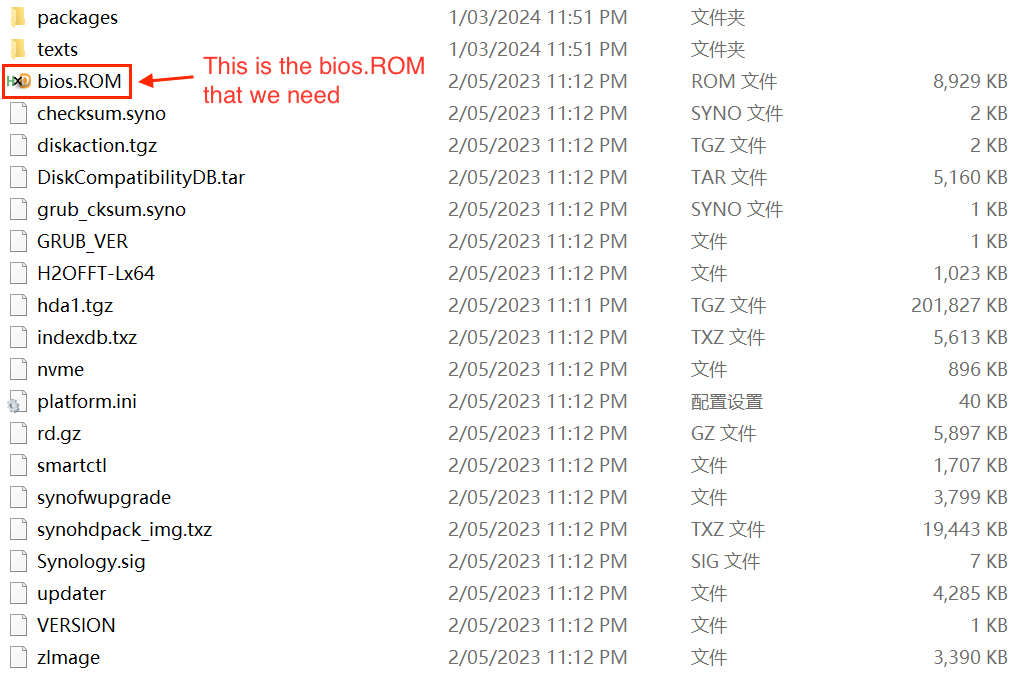 packages 1/03/2024 11:51 PM 文件夹
texts 1/03/2024 11:51 PM 文件夹
bios.ROM 2/05/2023 11:12 PM ROM 文件 8,929 KB
This is the bios.ROM
that we need
checksum.syno 2/05/2023 11:12 PM SYNO 文件 2 KB
diskaction.tgz 2/05/2023 11:12 PM TGZ 文件 2 KB
DiskCompatibilityDB.tar 2/05/2023 11:12 PM TAR 文件 5,160 KB
grub_cksum.syno 2/05/2023 11:12 PM SYNO 文件 1 KB
GRUB_VER 2/05/2023 11:12 PM 文件 1 KB
H2OFFT-Lx64 2/05/2023 11:12 PM 文件 1,023 KB
hda1.tgz 2/05/2023 11:11 PM TGZ 文件 201,827 KB
indexdb.txz 2/05/2023 11:12 PM TXZ 文件 5,613 KB
nvme 2/05/2023 11:12 PM 文件 896 KB
platform.ini 2/05/2023 11:12 PM 配置设置 40 KB
rd.gz 2/05/2023 11:12 PM GZ 文件 5,897 KB
smartctl 2/05/2023 11:12 PM 文件 1,707 KB
synofwupgrade 2/05/2023 11:12 PM 文件 3,799 KB
synohdpack_img.txz 2/05/2023 11:12 PM TXZ 文件 19,443 KB
Synology.sig 2/05/2023 11:12 PM SIG 文件 7 KB
updater 2/05/2023 11:12 PM 文件 4,285 KB
VERSION 2/05/2023 11:12 PM 文件 1 KB
zImage 2/05/2023 11:12 PM 文件 3,390 KB